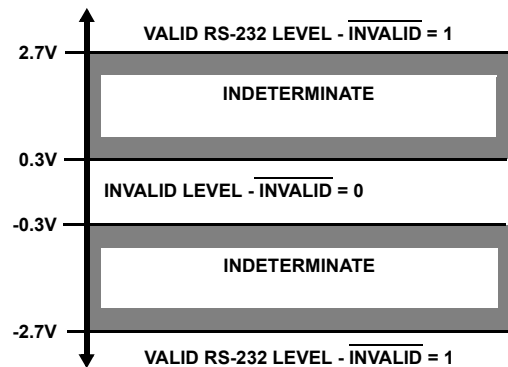 VALID RS-232 LEVEL - INVALID = 1
2.7V
INDETERMINATE
0.3V
INVALID LEVEL - INVALID = 0
-0.3V
INDETERMINATE
-2.7V
VALID RS-232 LEVEL - INVALID = 1